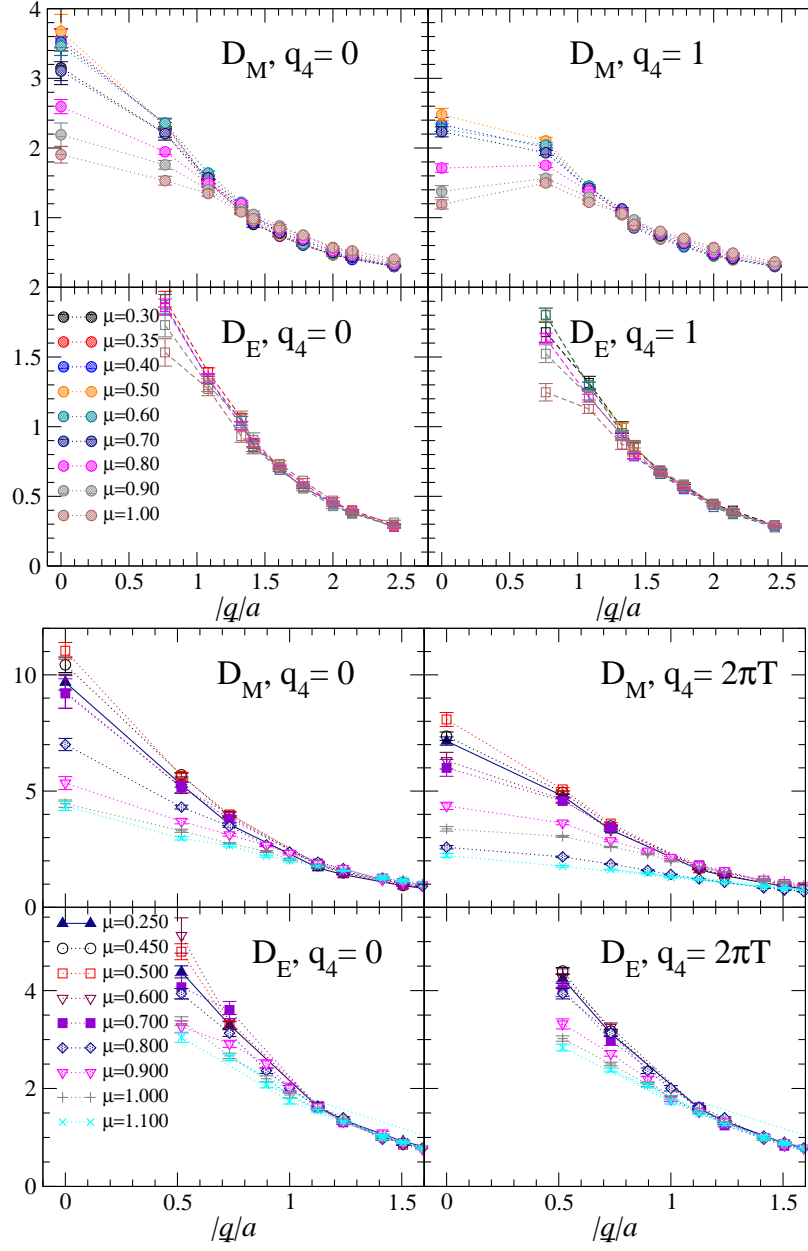 D_M, q_4= 0
D_M, q_4= 1
4
3
2
1
0
2
1.5
1
0.5
0
D_E, q_4= 0
D_E, q_4= 1
μ=0.30
μ=0.35
μ=0.40
μ=0.50
μ=0.60
μ=0.70
μ=0.80
μ=0.90
μ=1.00
0 0.5 1 1.5 2 2.5 0 0.5 1 1.5 2 2.5
|q|a |q|a
D_M, q_4= 0
D_M, q_4= 2πT
10
5
0
4
2
0
D_E, q_4= 0
D_E, q_4= 2πT
μ=0.250
μ=0.450
μ=0.500
μ=0.600
μ=0.700
μ=0.800
μ=0.900
μ=1.000
μ=1.100
0 0.5 1 1.5 0 0.5 1 1.5
|q|a |q|a